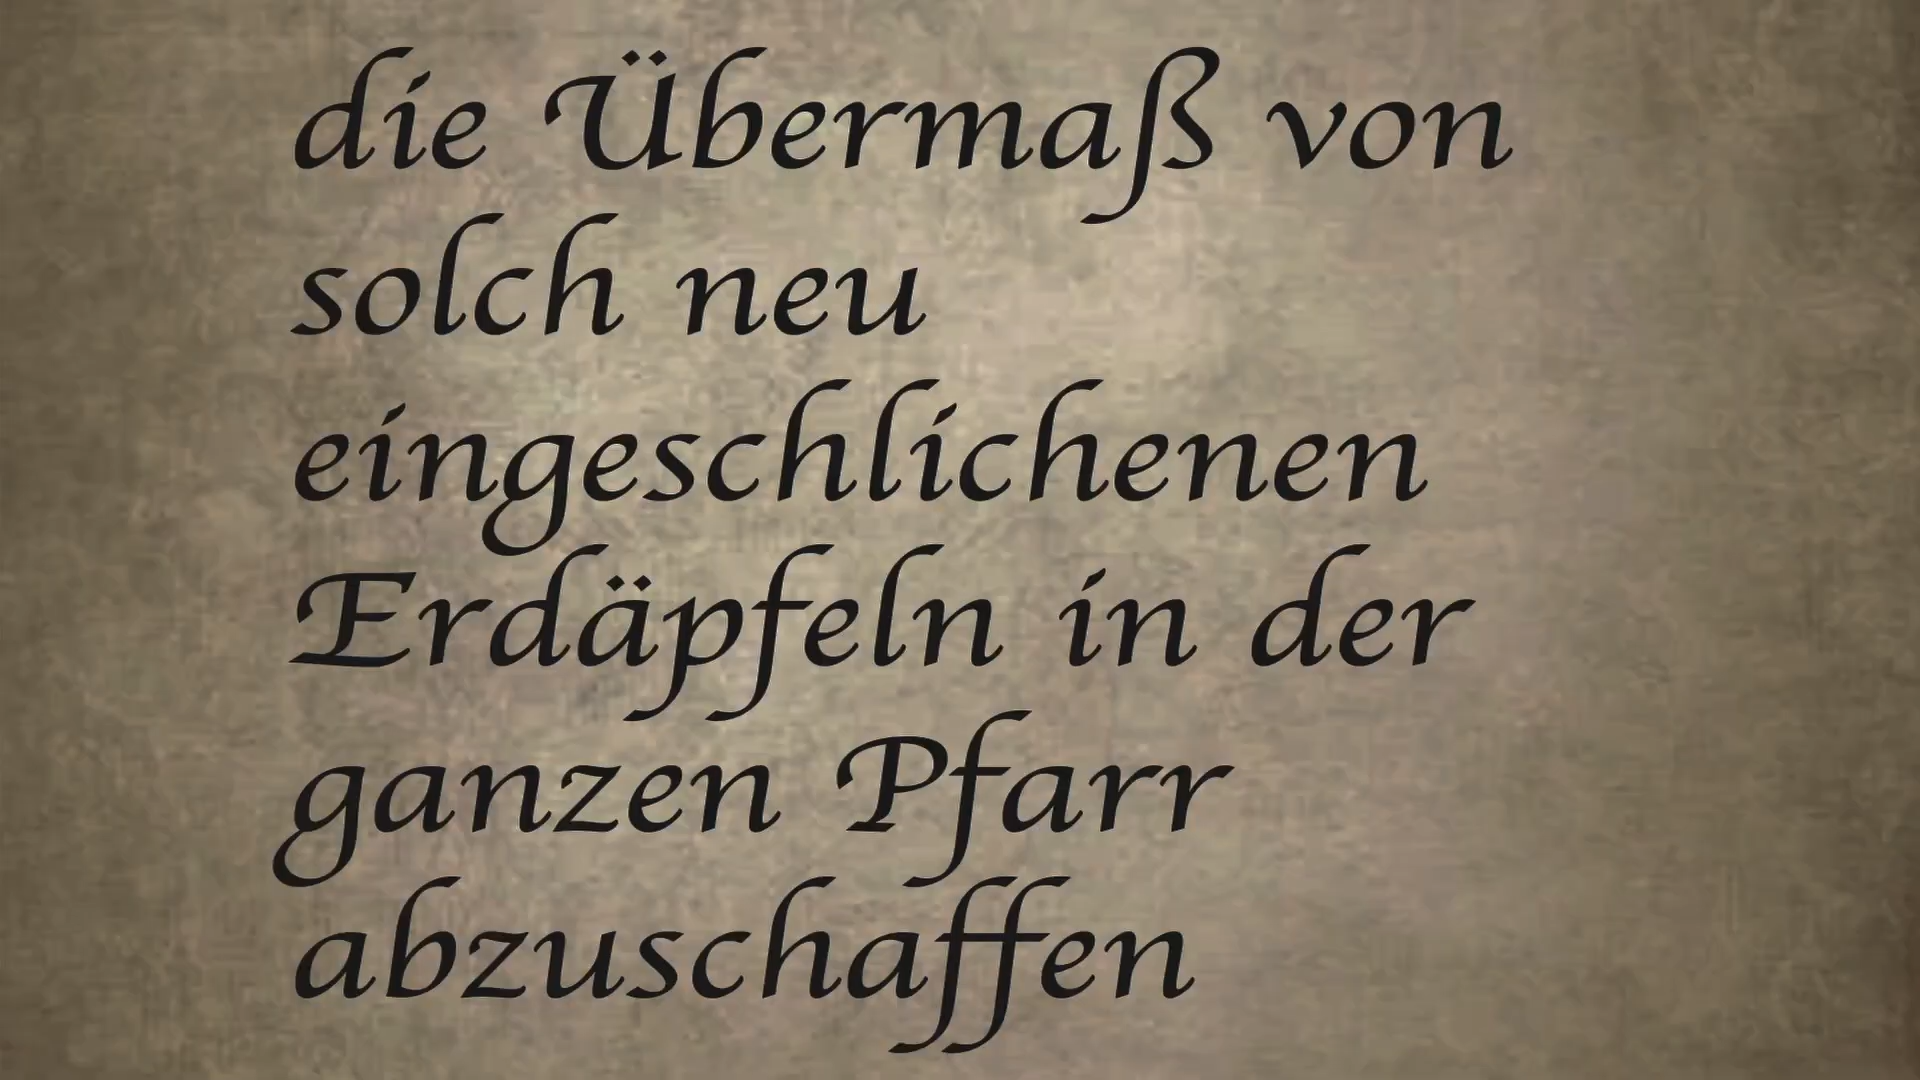 die Übermaß von
solch neu
eingeschlichenen
Erdäpfeln in der
ganzen Pfarr
abzuschaffen